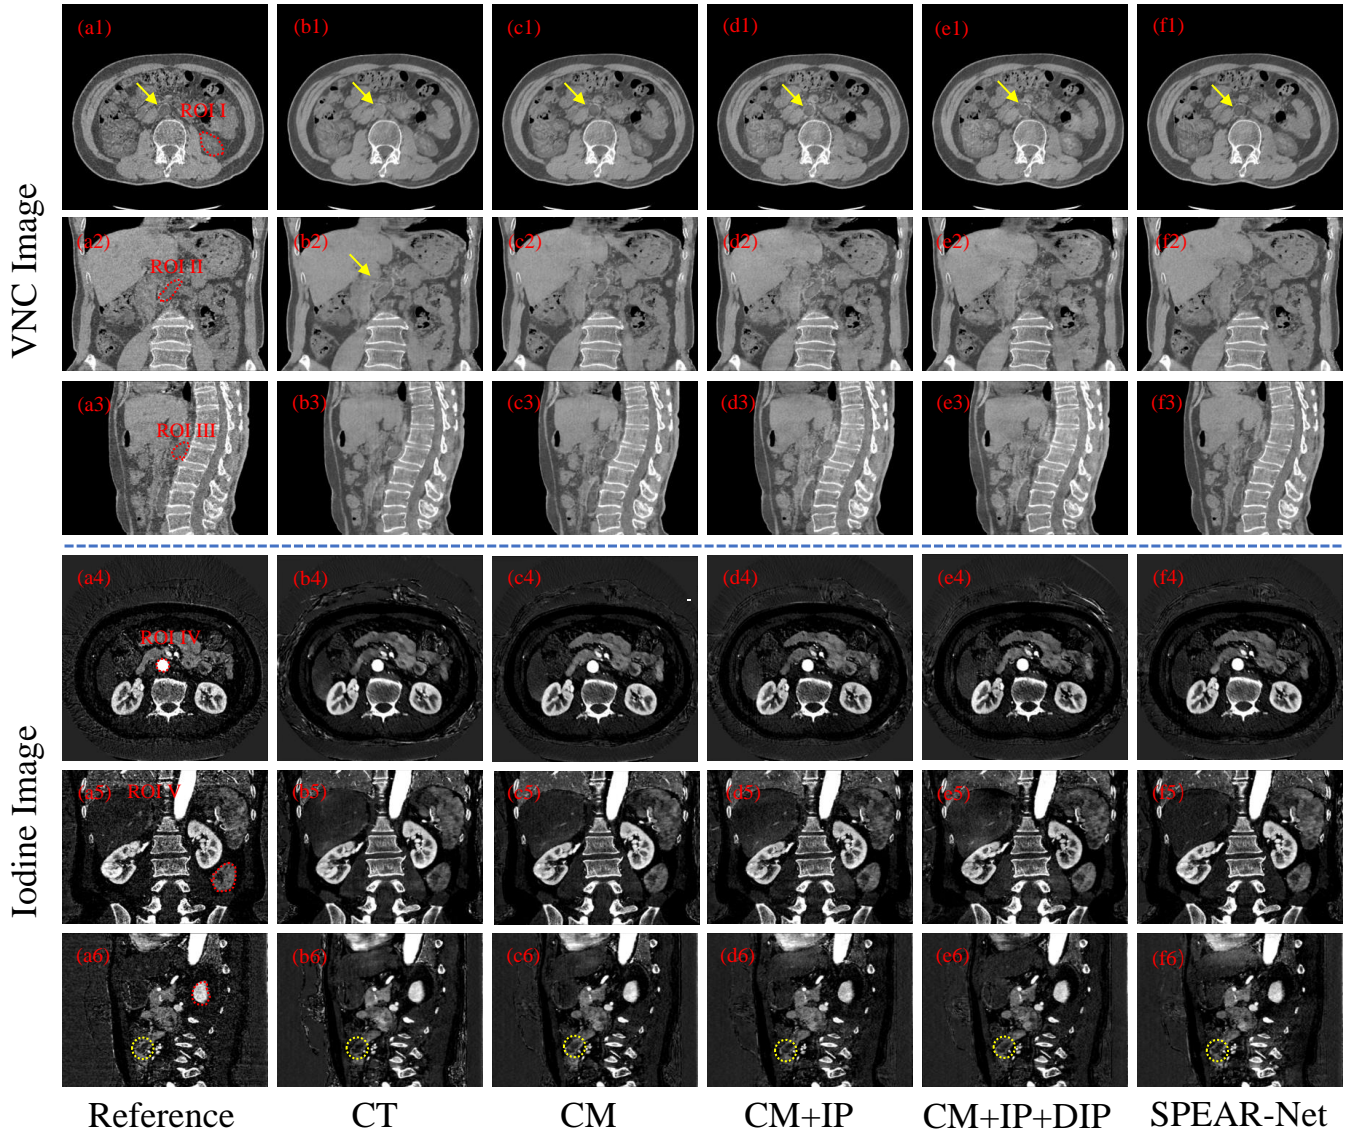 VNC Image
(a1) (b1) (c1) (d1) (e1) (f1)
ROI I
(a2) (b2) (c2) (d2) (e2) (f2)
ROI II
(a3) (b3) (c3) (d3) (e3) (f3)
ROI III
Iodine Image
(a4) (b4) (c4) (d4) (e4) (f4)
ROI IV
(a5) (b5) (c5) (d5) (e5) (f5)
ROI V
(a6) (b6) (c6) (d6) (e6) (f6)
Reference CT CM CM+IP CM+IP+DIP SPEAR-Net